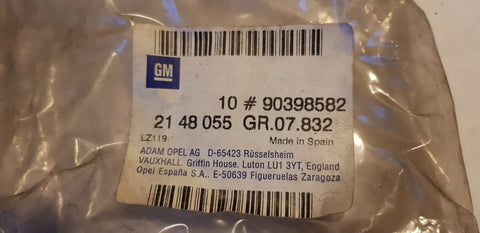 GM
10 # 90398582
21 48 055 GR.07.832
LZ119 Made in Spain
ADAM OPEL AG D-65423 Rüsselsheim
VAUXHALL. Griffin House. Luton LU1 3YT, England
Opel España S.A.. E-50639 Figueruelas Zaragoza